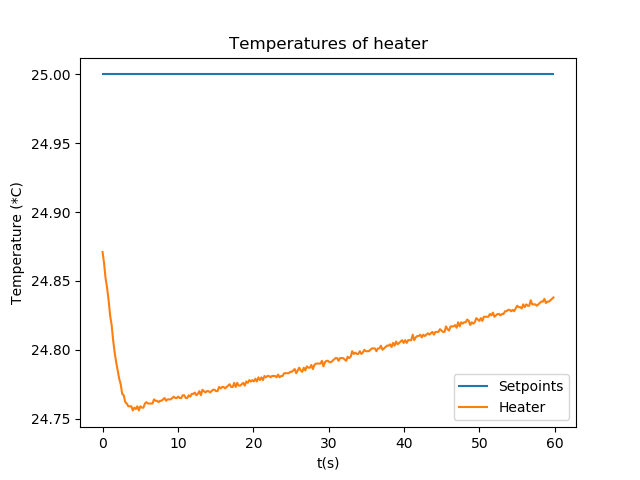 Temperatures of heater
Temperature (*C)
25.00
24.95
24.90
24.85
24.80
24.75
0 10 20 30 40 50 60
t(s)
Setpoints
Heater